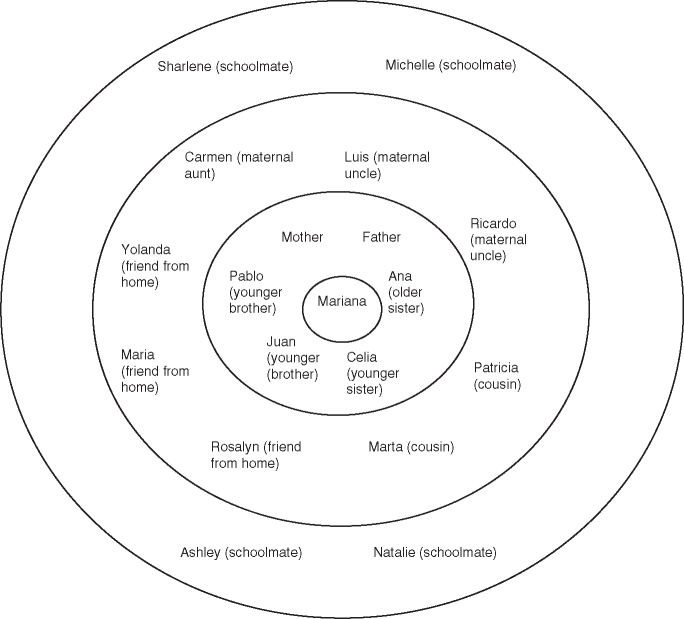 Sharlene (schoolmate)
Michelle (schoolmate)
Carmen (maternal
aunt)
Luis (maternal
uncle)
Ricardo
(maternal
uncle)
Yolanda
(friend from
home)
Mother
Father
Pablo
(younger
brother)
Mariana
Ana
(older
sister)
Juan
(younger
(brother)
Celia
(younger
sister)
Maria
(friend from
home)
Patricia
(cousin)
Rosalyn (friend
from home)
Marta (cousin)
Ashley (schoolmate)
Natalie (schoolmate)